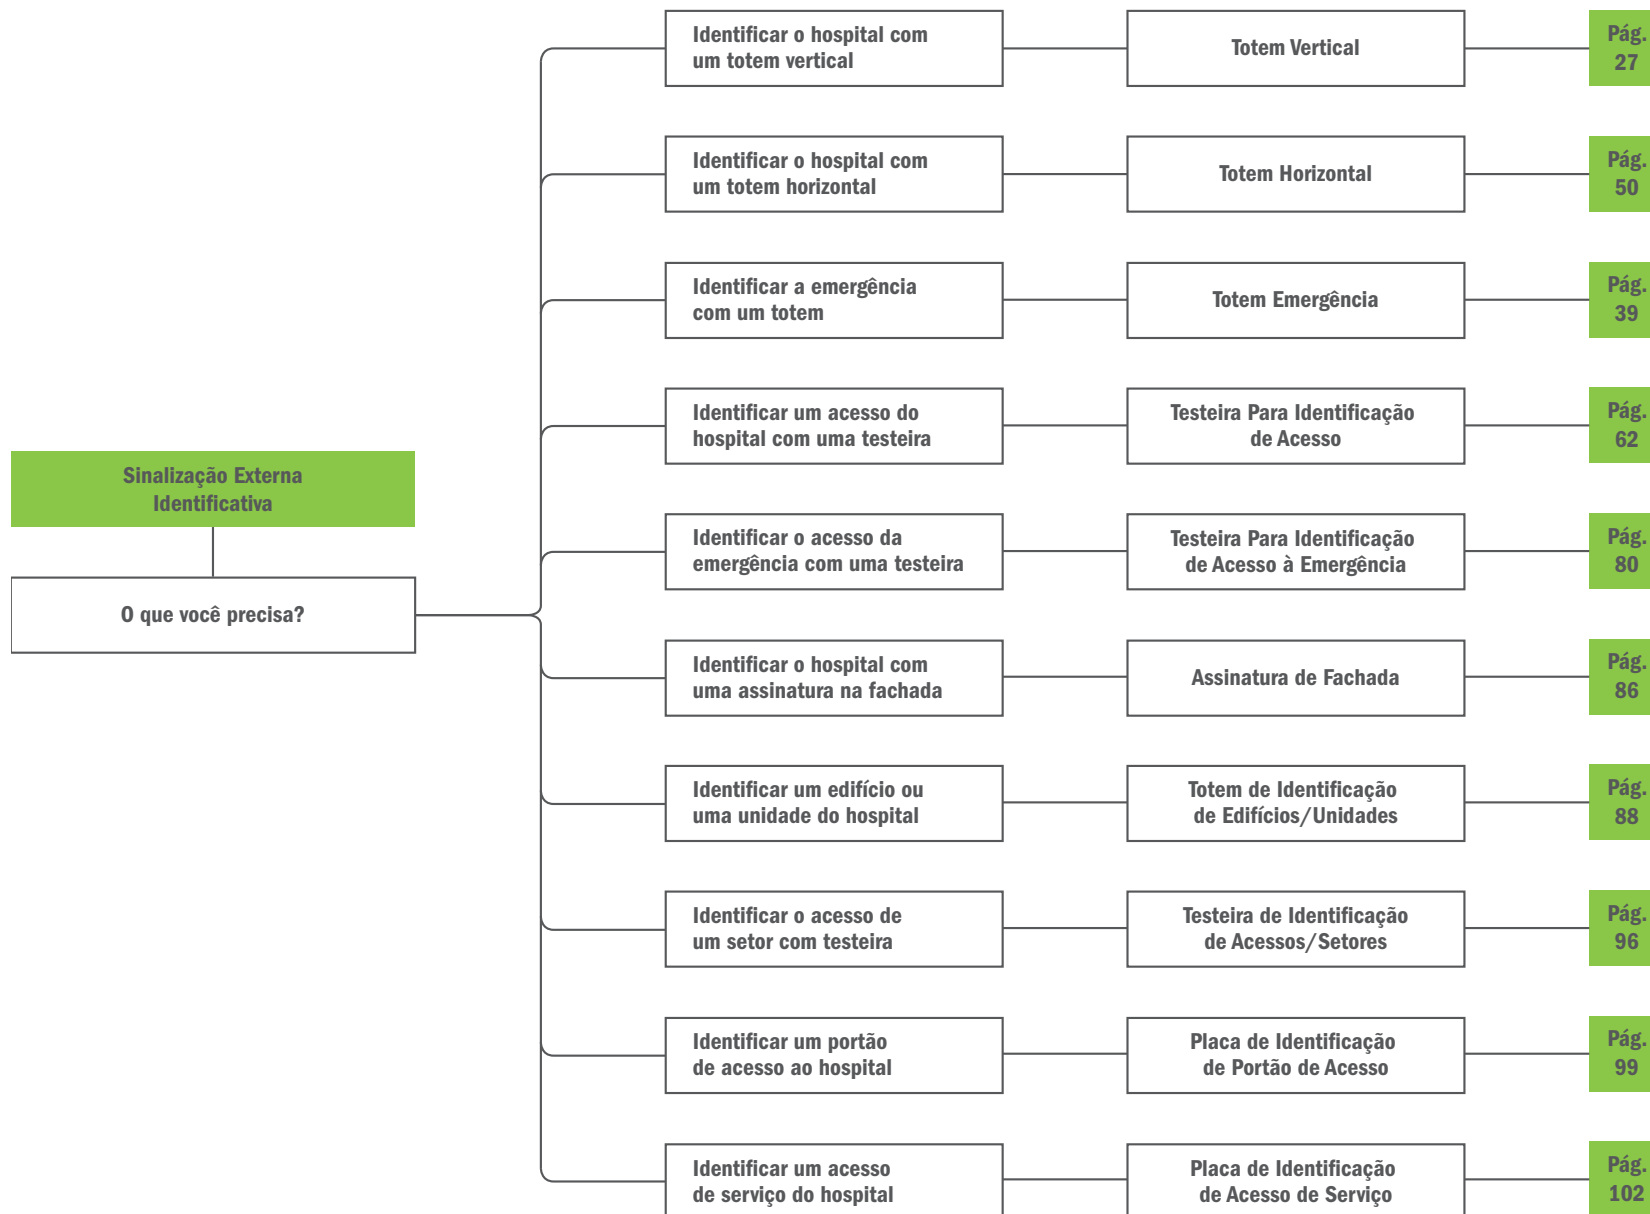 Sinalização Externa
Identificativa
O que você precisa?
Identificar o hospital com
um totem vertical
Totem Vertical
Pág.
27
Identificar o hospital com
um totem horizontal
Totem Horizontal
Pág.
50
Identificar a emergência
com um totem
Totem Emergência
Pág.
39
Identificar um acesso do
hospital com uma testeira
Testeira Para Identificação
de Acesso
Pág.
62
Identificar o acesso da
emergência com uma testeira
Testeira Para Identificação
de Acesso à Emergência
Pág.
80
Identificar o hospital com
uma assinatura na fachada
Assinatura de Fachada
Pág.
86
Identificar um edifício ou
uma unidade do hospital
Totem de Identificação
de Edifícios/Unidades
Pág.
88
Identificar o acesso de
um setor com testeira
Testeira de Identificação
de Acessos/Setores
Pág.
96
Identificar um portão
de acesso ao hospital
Placa de Identificação
de Portão de Acesso
Pág.
99
Identificar um acesso
de serviço do hospital
Placa de Identificação
de Acesso de Serviço
Pág.
102